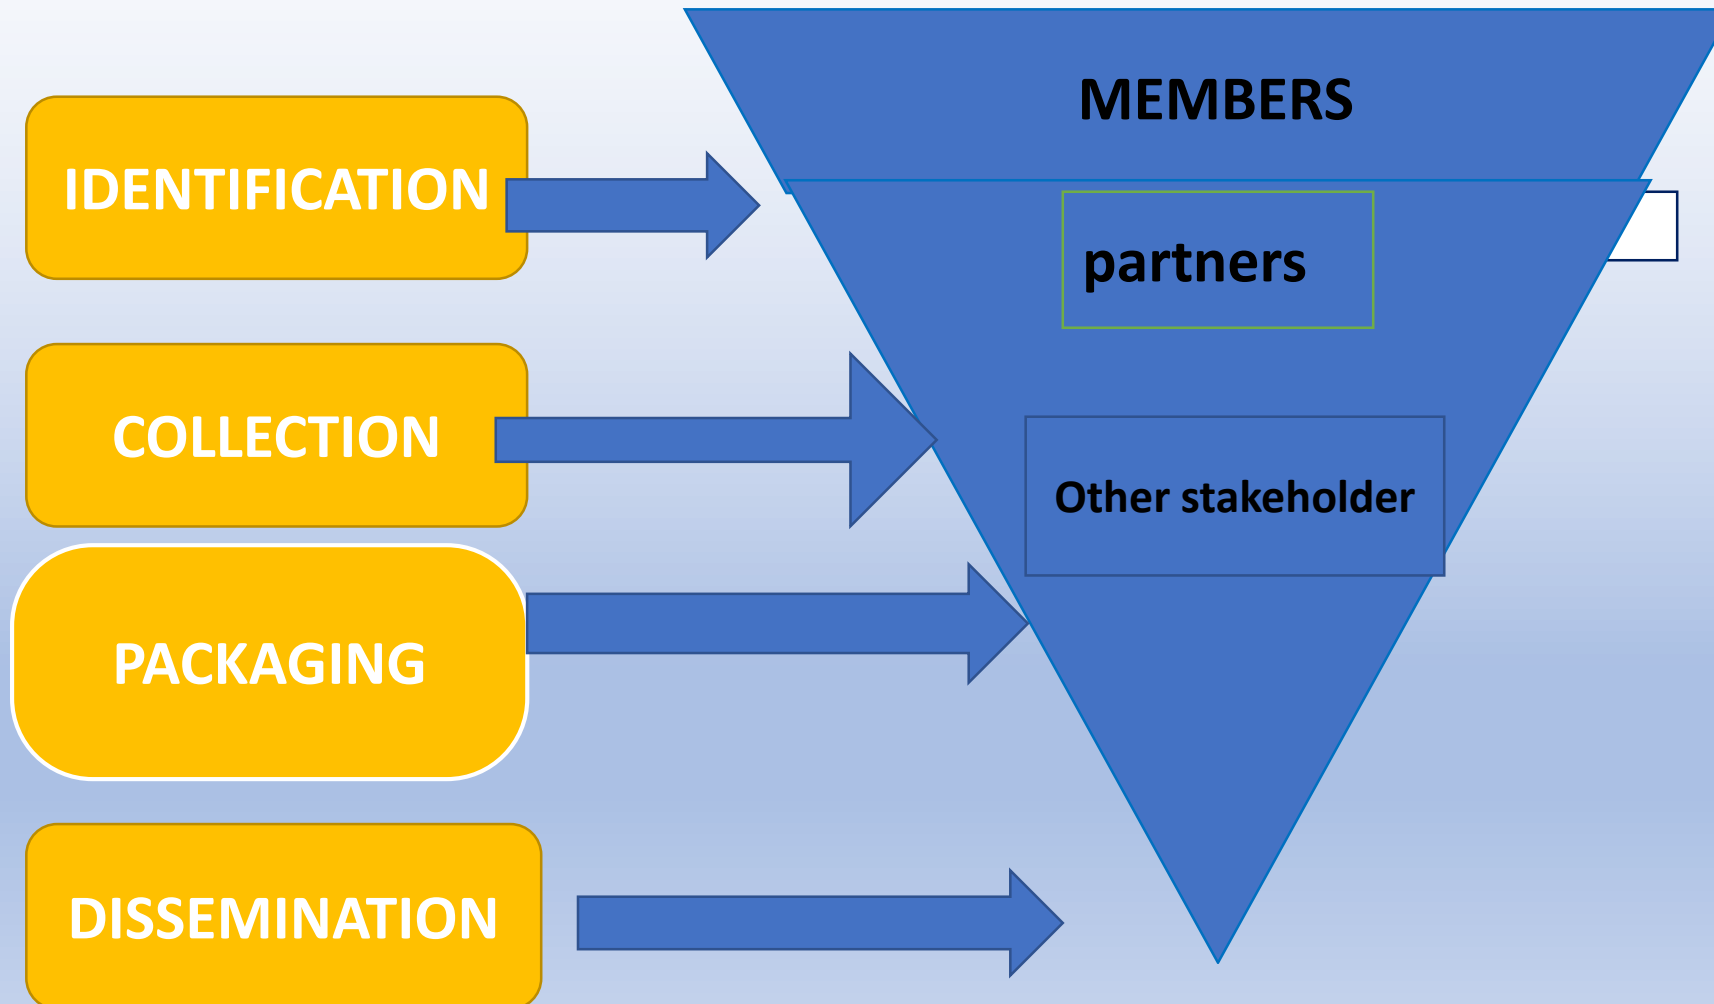 MEMBERS
IDENTIFICATION
partners
COLLECTION
Other stakeholder
PACKAGING
DISSEMINATION